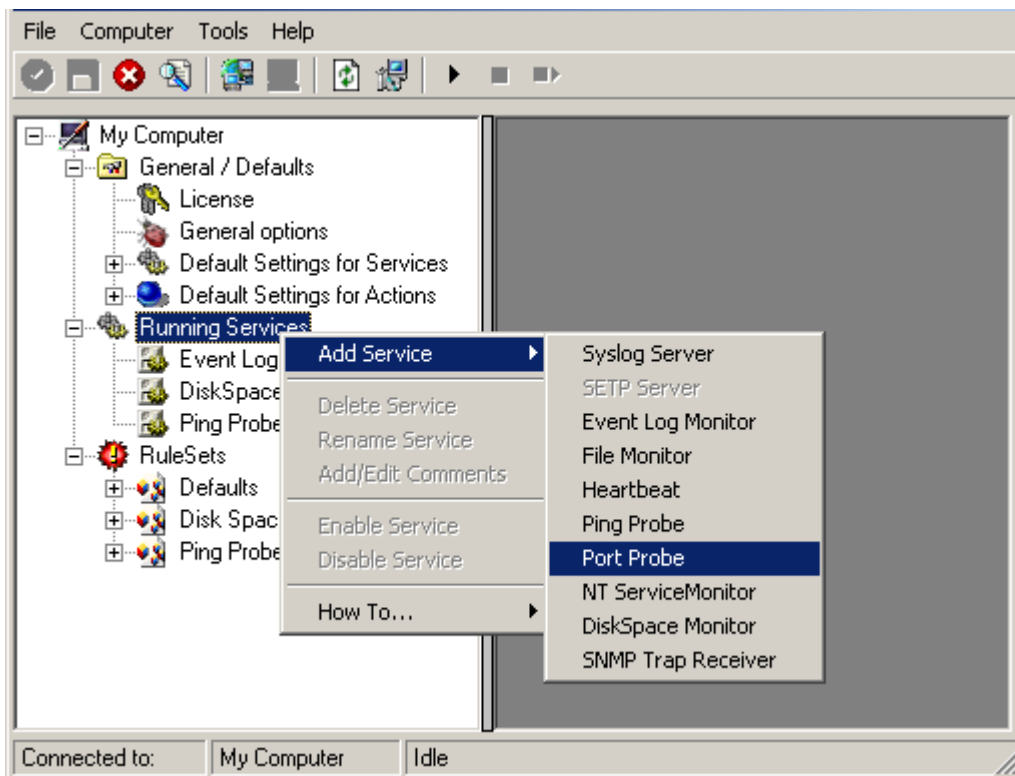 File Computer Tools Help
My Computer
General / Defaults
License
General options
Default Settings for Services
Default Settings for Actions
Running Services
Event Log
DiskSpace
Ping Probe
RuleSets
Defaults
Disk Spac
Ping Probe
Add Service
Delete Service
Rename Service
Add/Edit Comments
Enable Service
Disable Service
How To...
Syslog Server
SETP Server
Event Log Monitor
File Monitor
Heartbeat
Ping Probe
Port Probe
NT ServiceMonitor
DiskSpace Monitor
SNMP Trap Receiver
Connected to: My Computer Idle